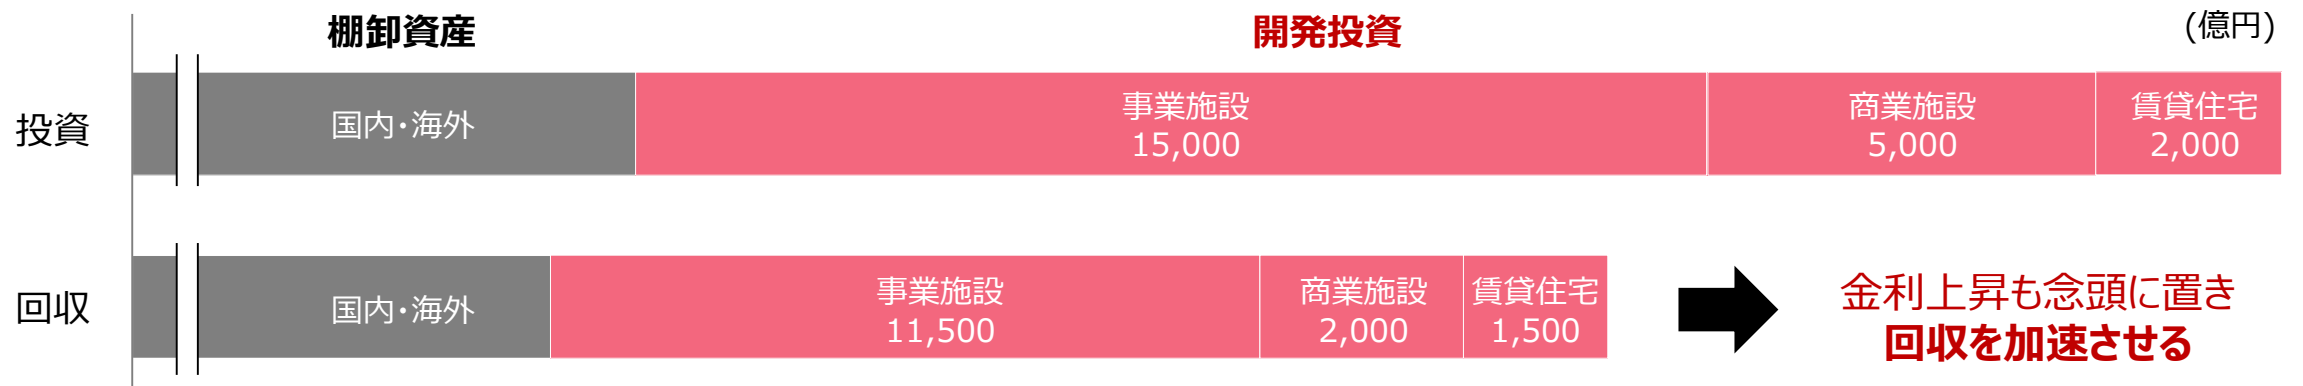 棚卸資産
開発投資
(億円)
投資
国内・海外
事業施設
15,000
商業施設
5,000
賃貸住宅
2,000
回収
国内・海外
事業施設
11,500
商業施設
2,000
賃貸住宅
1,500
金利上昇も念頭に置き
回収を加速させる